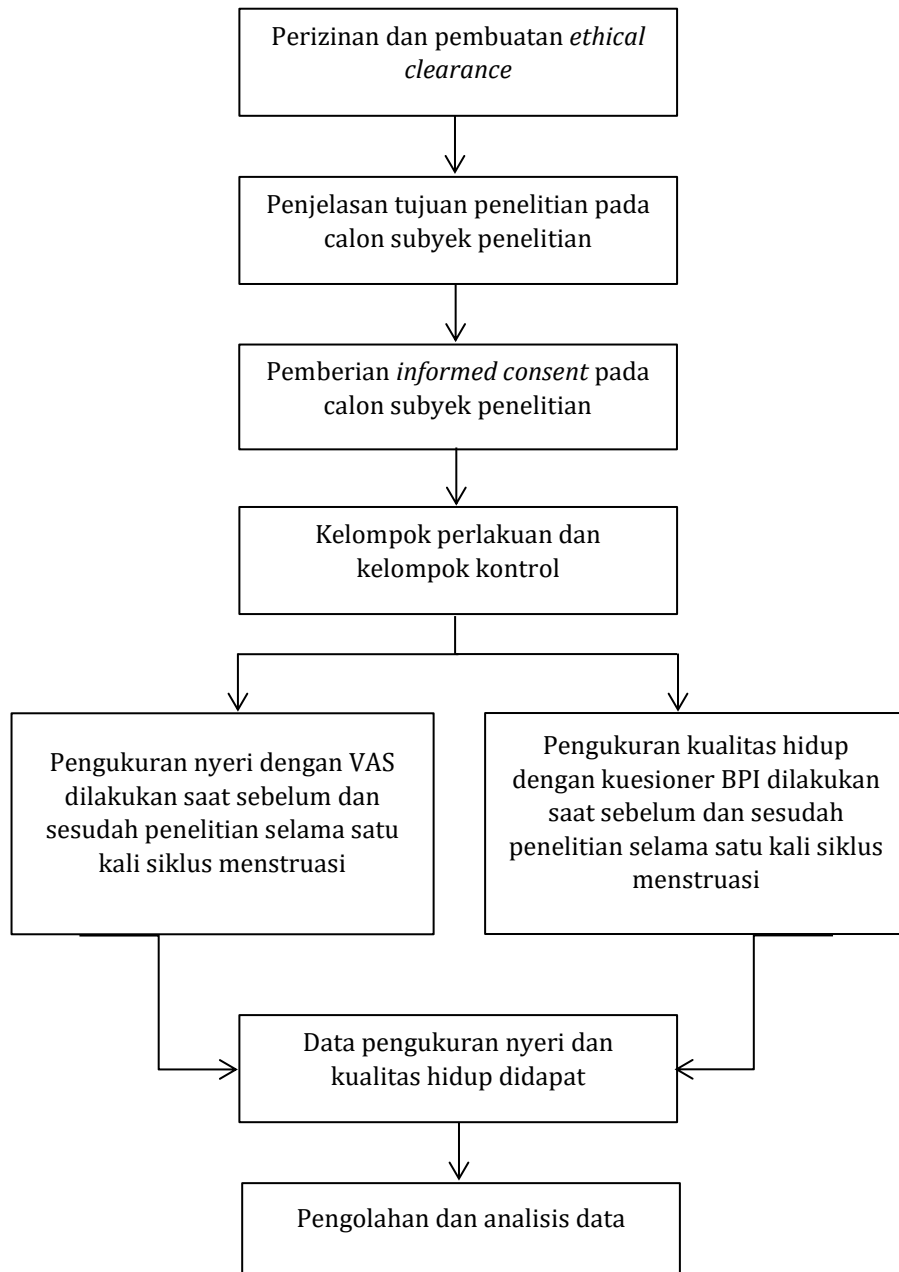 Perizinan dan pembuatan ethical
clearance
Penjelasan tujuan penelitian pada
calon subyek penelitian
Pemberian informed consent pada
calon subyek penelitian
Kelompok perlakuan dan
kelompok kontrol
Pengukuran nyeri dengan VAS
dilakukan saat sebelum dan
sesudah penelitian selama satu
kali siklus menstruasi
Pengukuran kualitas hidup
dengan kuesioner BPI dilakukan
saat sebelum dan sesudah
penelitian selama satu kali siklus
menstruasi
Data pengukuran nyeri dan
kualitas hidup didapat
Pengolahan dan analisis data